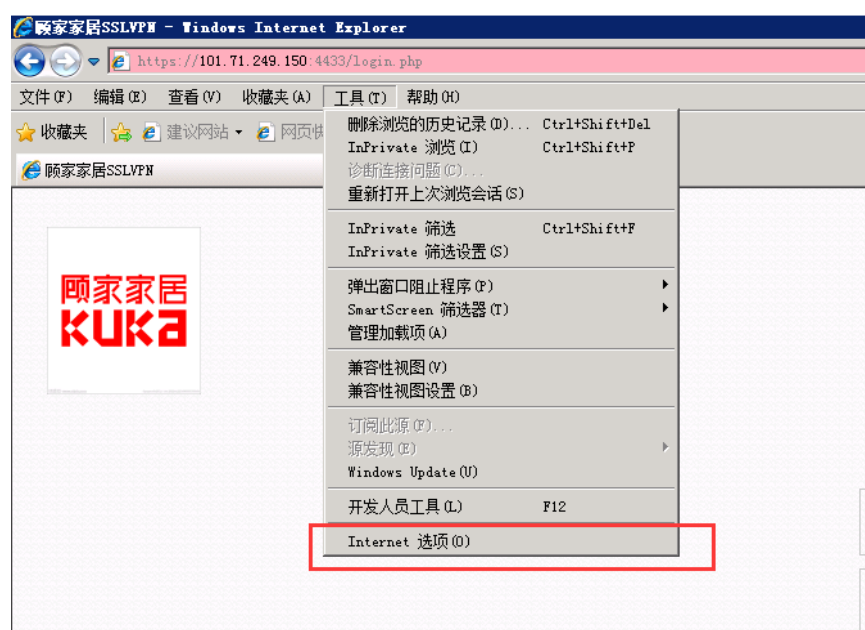 顾家家居SSLVPN - Windows Internet Explorer
https://101.71.249.150:4433/login.php
文件(F) 编辑(E) 查看(V) 收藏夹(A) 工具(T) 帮助(H)
收藏夹 建议网站 网页快
顾家家居SSLVPN
删除浏览的历史记录(D)... Ctrl+Shift+Del
InPrivate 浏览(I) Ctrl+Shift+P
诊断连接问题(C)...
重新打开上次浏览会话(S)
InPrivate 筛选 Ctrl+Shift+F
InPrivate 筛选设置(S)
弹出窗口阻止程序(P)
SmartScreen 筛选器(T)
管理加载项(A)
兼容性视图(V)
兼容性视图设置(B)
订阅此源(F)...
源发现(E)
Windows Update(U)
开发人员工具(L) F12
Internet 选项(O)
顾家家居
KUKa